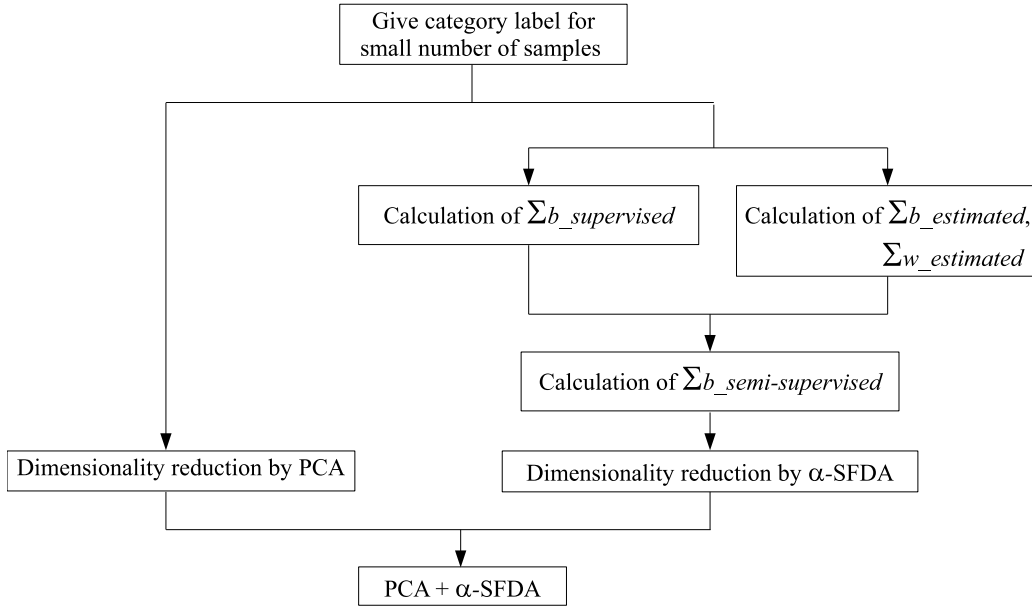 Give category label for
small number of samples
Calculation of Σb_supervised
Calculation of Σb_estimated,
Σw_estimated
Calculation of Σb_semi-supervised
Dimensionality reduction by PCA
Dimensionality reduction by α-SFDA
PCA + α-SFDA